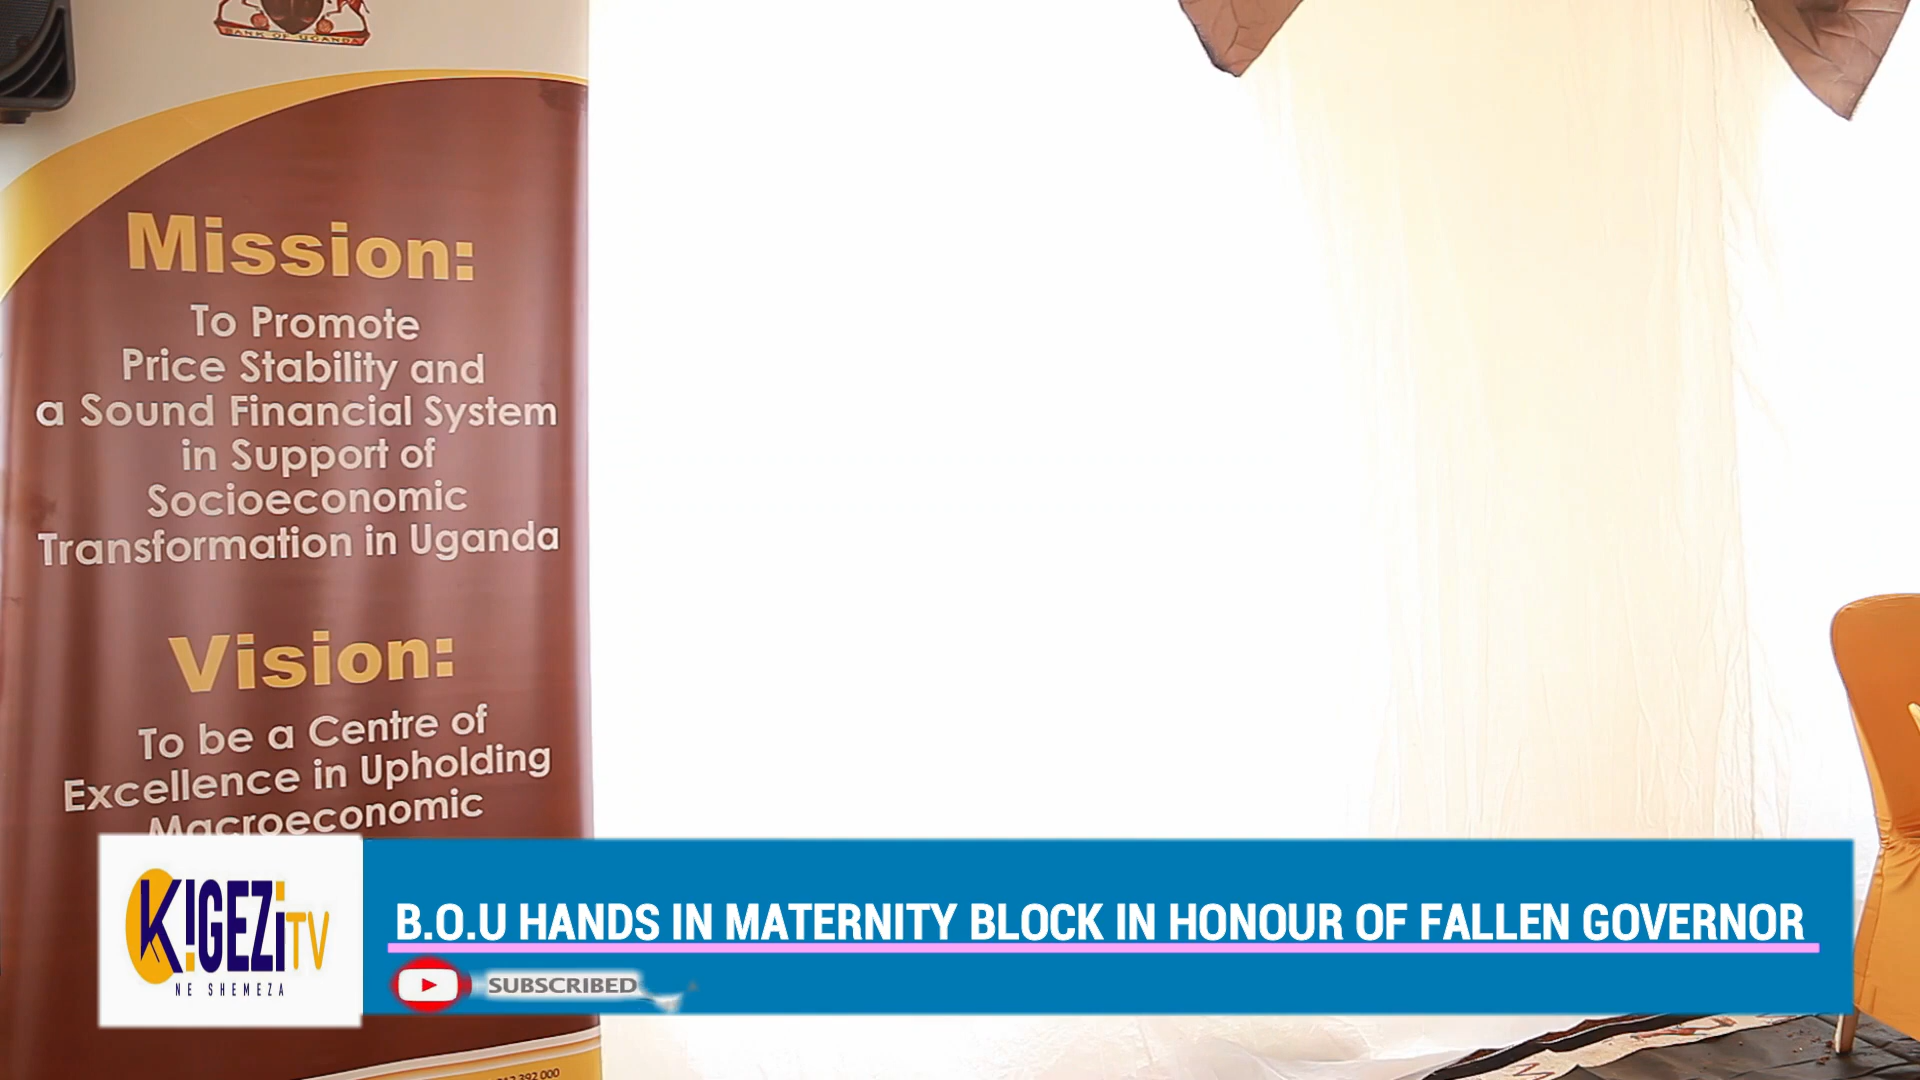 BANK OF UGANDA
Mission:
To Promote
Price Stability and
a Sound Financial System
in Support of
Socioeconomic
Transformation in Uganda
Vision:
To be a Centre of
Excellence in Upholding
Macroeconomic
K!GEZi TV
NE SHEMEZA
B.O.U HANDS IN MATERNITY BLOCK IN HONOUR OF FALLEN GOVERNOR
SUBSCRIBED
392 000